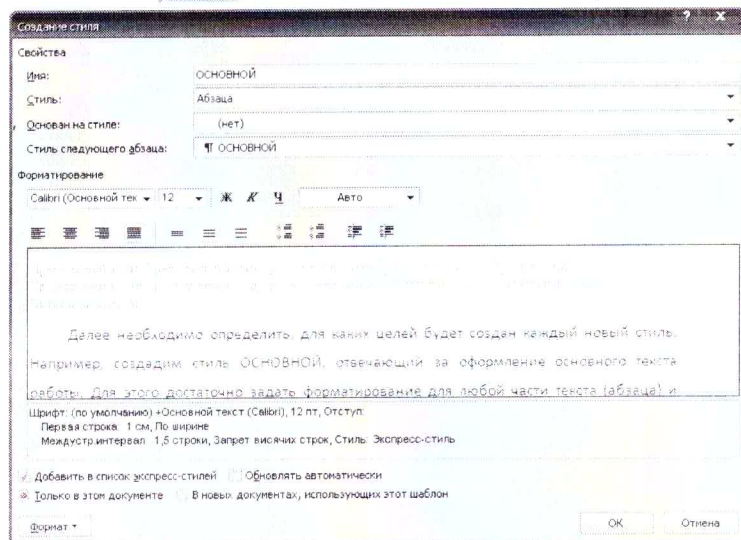 Создание стиля
? X
Свойства
Имя: ОСНОВНОЙ
Стиль: Абзаца
Основан на стиле: (нет)
Стиль следующего абзаца: ¶ ОСНОВНОЙ
Форматирование
Calibri (Основной тек 12 Ж К Ч Авто
Далее необходимо определить, для каких целей будет создан каждый новый стиль.
Например, создадим стиль ОСНОВНОЙ, отвечающий за оформление основного текста
работы. Для этого достаточно задать форматирование для любой части текста (абзаца) и
Шрифт: (по умолчанию) +Основной текст (Calibri), 12 пт, Отступ:
Первая строка: 1 см, По ширине
Междустр.интервал: 1,5 строки, Запрет висячих строк, Стиль: Экспресс-стиль
Добавить в список экспресс-стилей Обновлять автоматически
Только в этом документе В новых документах, использующих этот шаблон
Формат
ОК Отмена